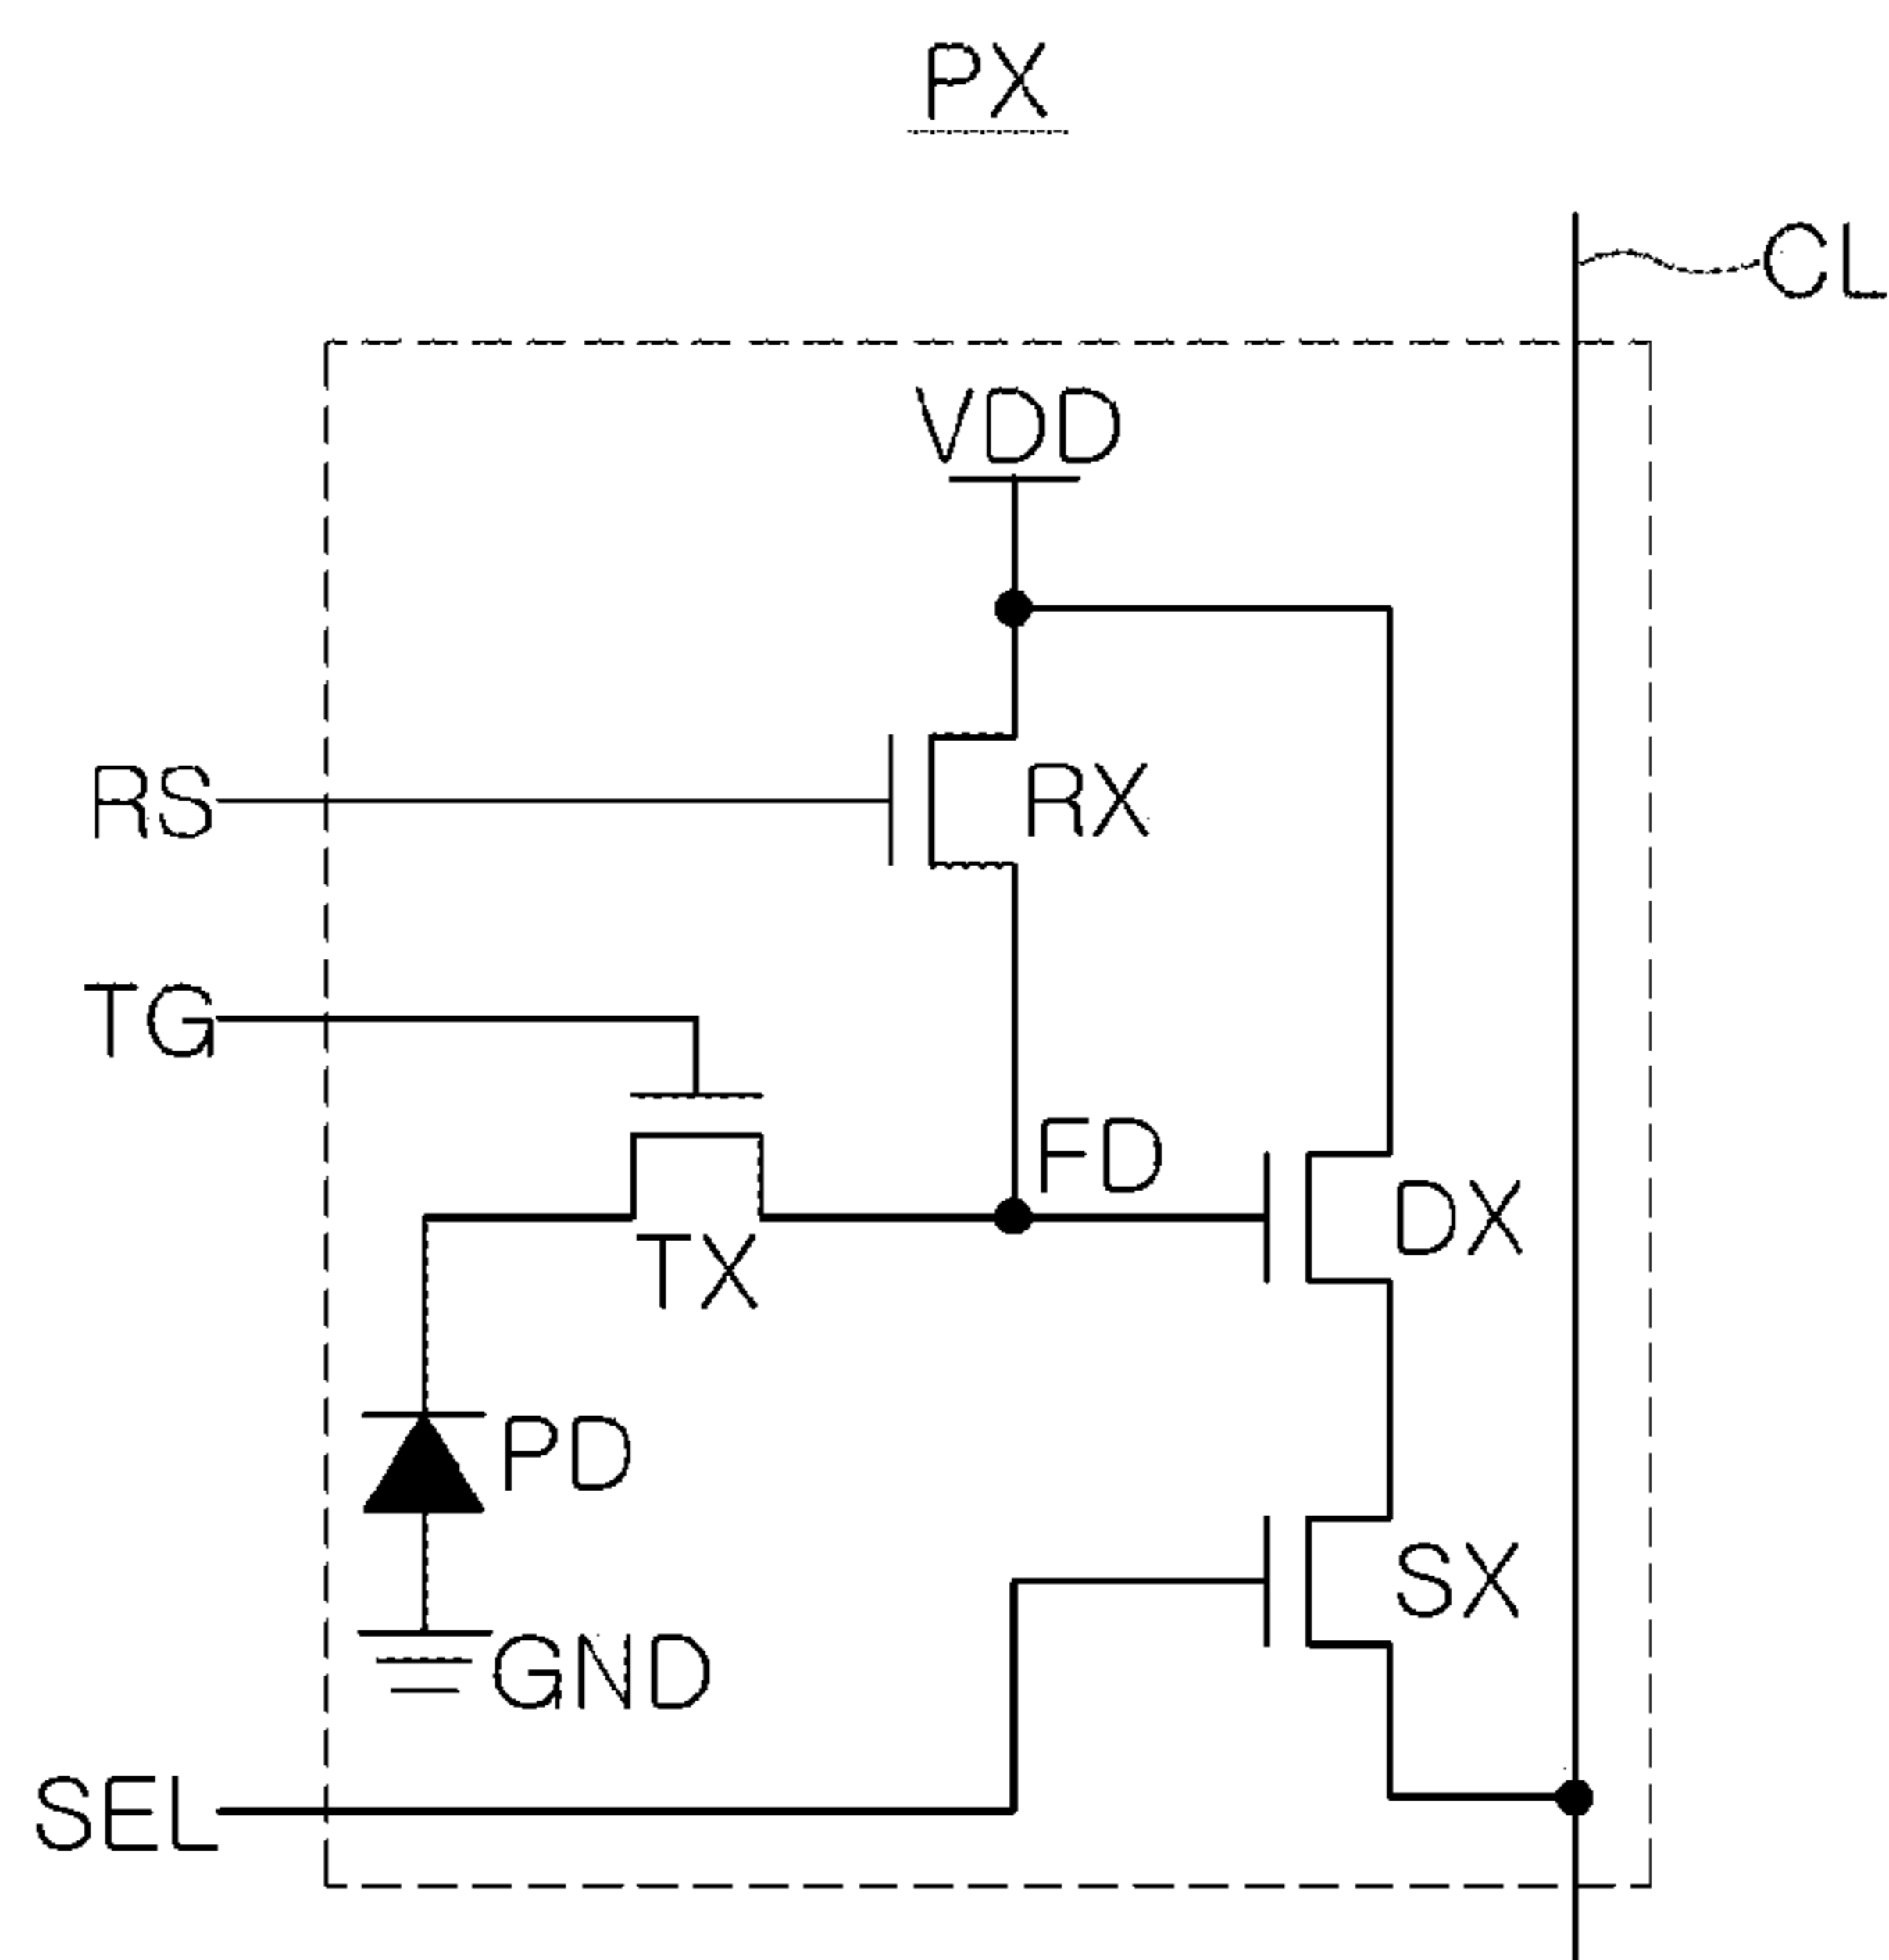 PX
CL
VDD
RS
RX
TG
FD
DX
TX
PD
SX
GND
SEL